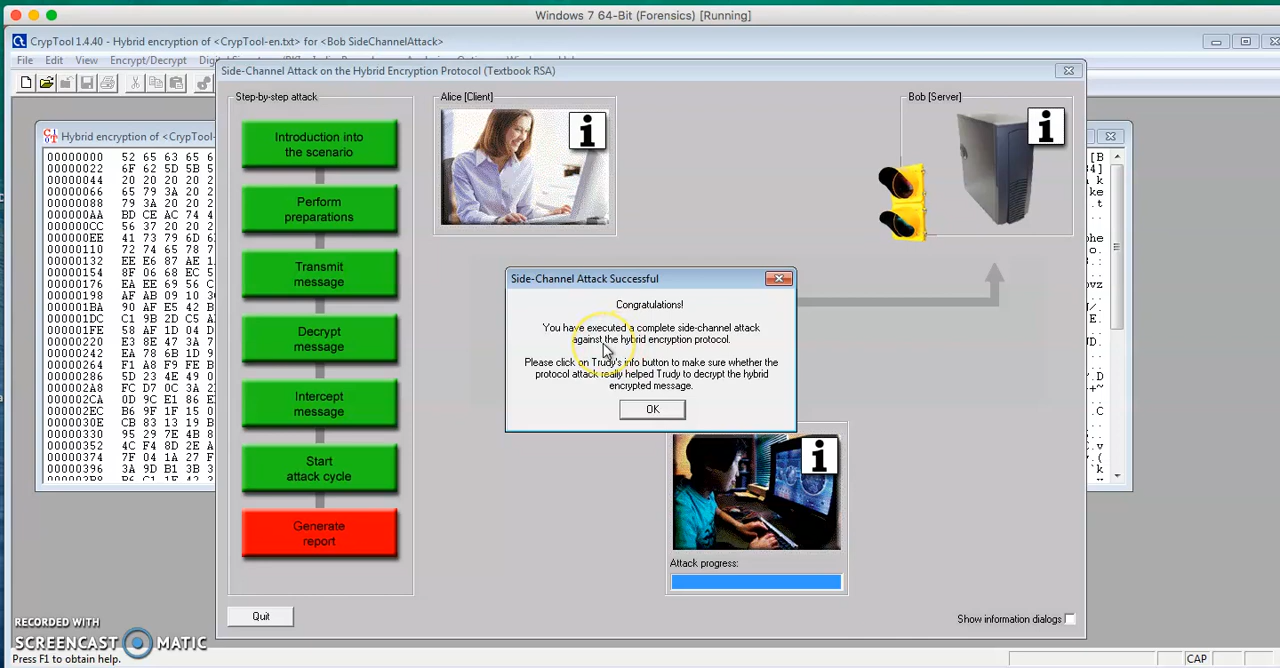 Windows 7 64-Bit (Forensics) [Running]
CrypTool 1.4.40 - Hybrid encryption of <CrypTool-en.txt> for <Bob SideChannelAttack>
File Edit View Encrypt/Decrypt
Side-Channel Attack on the Hybrid Encryption Protocol (Textbook RSA)
Step-by-step attack
Alice [Client]
Bob [Server]
Hybrid encryption of <CrypTool-
Introduction into
the scenario
Perform
preparations
Transmit
message
Decrypt
message
Intercept
message
Start
attack cycle
Generate
report
00000000 52 65 63 65 6
00000022 6F 62 5D 5B 5
00000044 20 20 20 20 2
00000066 65 79 3A 20 2
00000088 79 3A 20 20 2
000000AA BD CE AC 74 4
000000CC 56 37 20 20 2
000000EE 41 73 79 6D 6
00000110 72 74 65 78 7
00000132 EE E6 87 AE 1
00000154 8F 06 68 EC 5
00000176 EA EE 69 56 C
00000198 AF AB 09 10 3
000001BA 90 AF E5 42 B
000001DC C1 9B 2D C5 A
000001FE 58 AF 1D 04 D
00000220 E3 8E 47 3A 7
00000242 EA 78 6B 1D 9
00000264 F1 A8 F9 FE B
00000286 5D 23 4E 49 0
000002A8 FC D7 0C 3A 2
000002CA C9 E1 86 E
000002EC B6 9F 1F 15 0
0000030E CB 83 13 19 B
00000330 95 29 7E 4B 8
00000352 4C F4 8D 2E A
00000374 7F 04 1A 27 F
00000396 3A 9D B1 3B
Side-Channel Attack Successful
Congratulations!
You have executed a complete side-channel attack
against the hybrid encryption protocol.
Please click on Trudy's info button to make sure whether the
protocol attack really helped Trudy to decrypt the hybrid
encrypted message.
OK
Attack progress:
Quit
Show information dialogs
RECORDED WITH
SCREENCAST MATIC
Press F1 to obtain help.
CAP